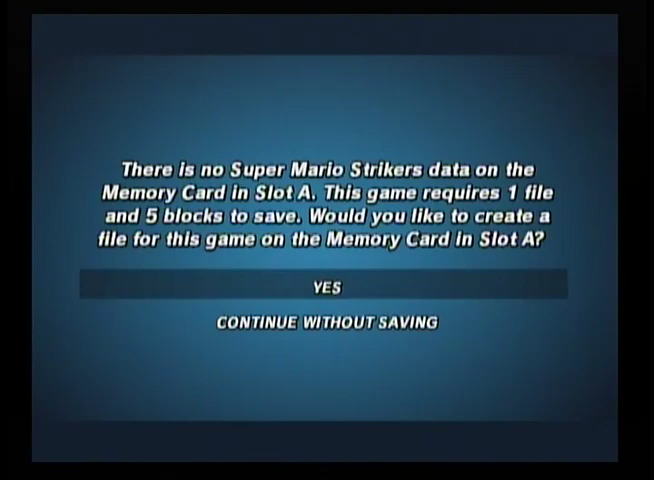 There is no Super Mario Strikers data on the
Memory Card in Slot A. This game requires 1 file
and 5 blocks to save. Would you like to create a
file for this game on the Memory Card in Slot A?
YES
CONTINUE WITHOUT SAVING